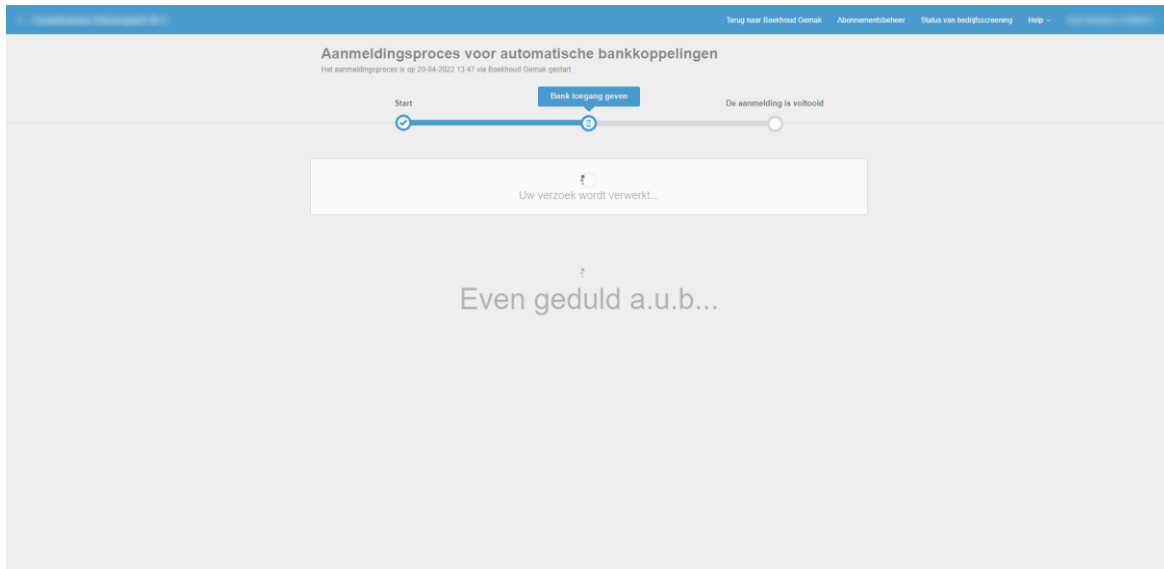 Terug naar Boekhoud Gemak Abonnementsbeheer Status van bedrijfsscreening Help
Aanmeldingsproces voor automatische bankkoppelingen
Het aanmeldingsproces is op 20-04-2022 13:47 via Boekhoud Gemak gestart.
Start Bank toegang geven De aanmelding is voltooid
Uw verzoek wordt verwerkt...
Even geduld a.u.b...